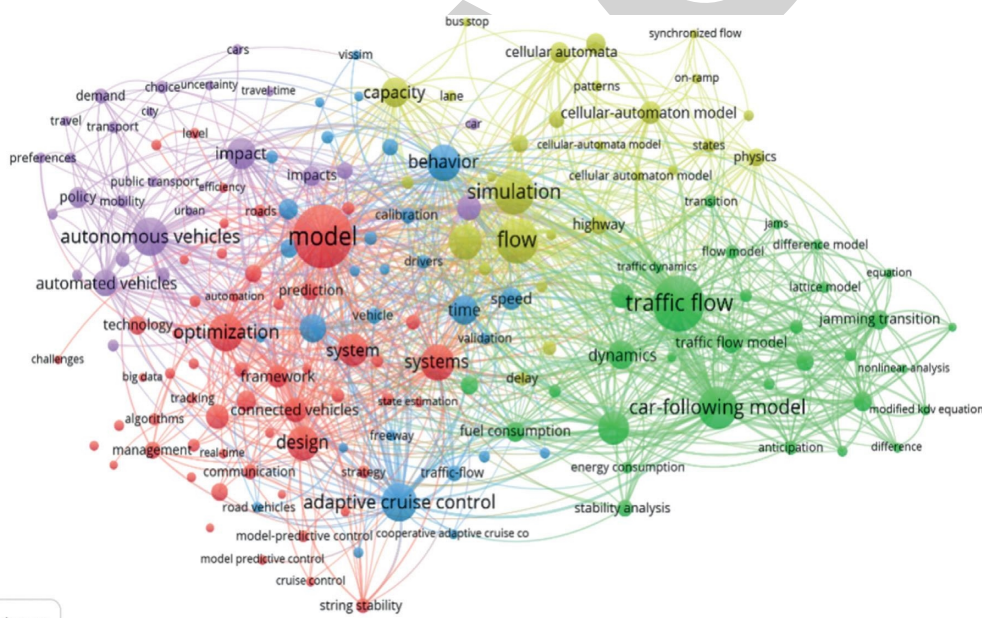 bus stop
synchronized flow
cars
vissim
cellular automata
on-ramp
choice
uncertainty
travel-time
capacity
lane
patterns
demand
city
cellular-automaton model
travel
transport
level
car
preferences
impact
behavior
cellular-automata model
states
physics
public transport
efficiency
impacts
cellular automaton model
policy
mobility
urban
roads
calibration
simulation
transition
autonomous vehicles
model
flow
highway
jams
flow model
difference model
drivers
traffic dynamics
equation
automated vehicles
automation
prediction
lattice model
time
speed
traffic flow
technology
optimization
vehicle
jamming transition
validation
traffic flow model
challenges
system
systems
dynamics
nonlinear-analysis
big data
framework
delay
tracking
connected vehicles
state estimation
car-following model
modified kdv equation
algorithms
design
freeway
fuel consumption
management
real-time
anticipation
difference
communication
strategy
traffic-flow
energy consumption
road vehicles
adaptive cruise control
stability analysis
model-predictive control
cooperative adaptive cruise co
model predictive control
cruise control
string stability